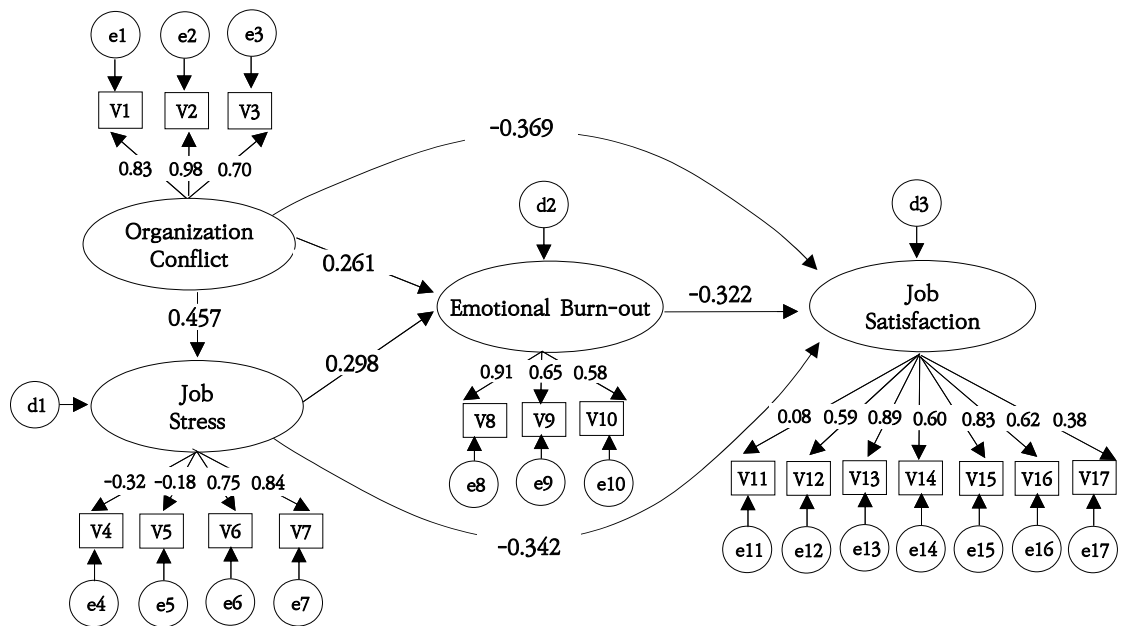 e1 e2 e3
V1 V2 V3
0.83 0.98 0.70
-0.369
Organization
Conflict
d2
d3
0.261
Emotional Burn-out
-0.322
Job
Satisfaction
0.457
0.298
d1
Job
Stress
0.91 0.65 0.58
V8 V9 V10
e8 e9 e10
0.08 0.59 0.89 0.60 0.83 0.62 0.38
V11 V12 V13 V14 V15 V16 V17
e11 e12 e13 e14 e15 e16 e17
-0.32 -0.18 0.75 0.84
V4 V5 V6 V7
e4 e5 e6 e7
-0.342